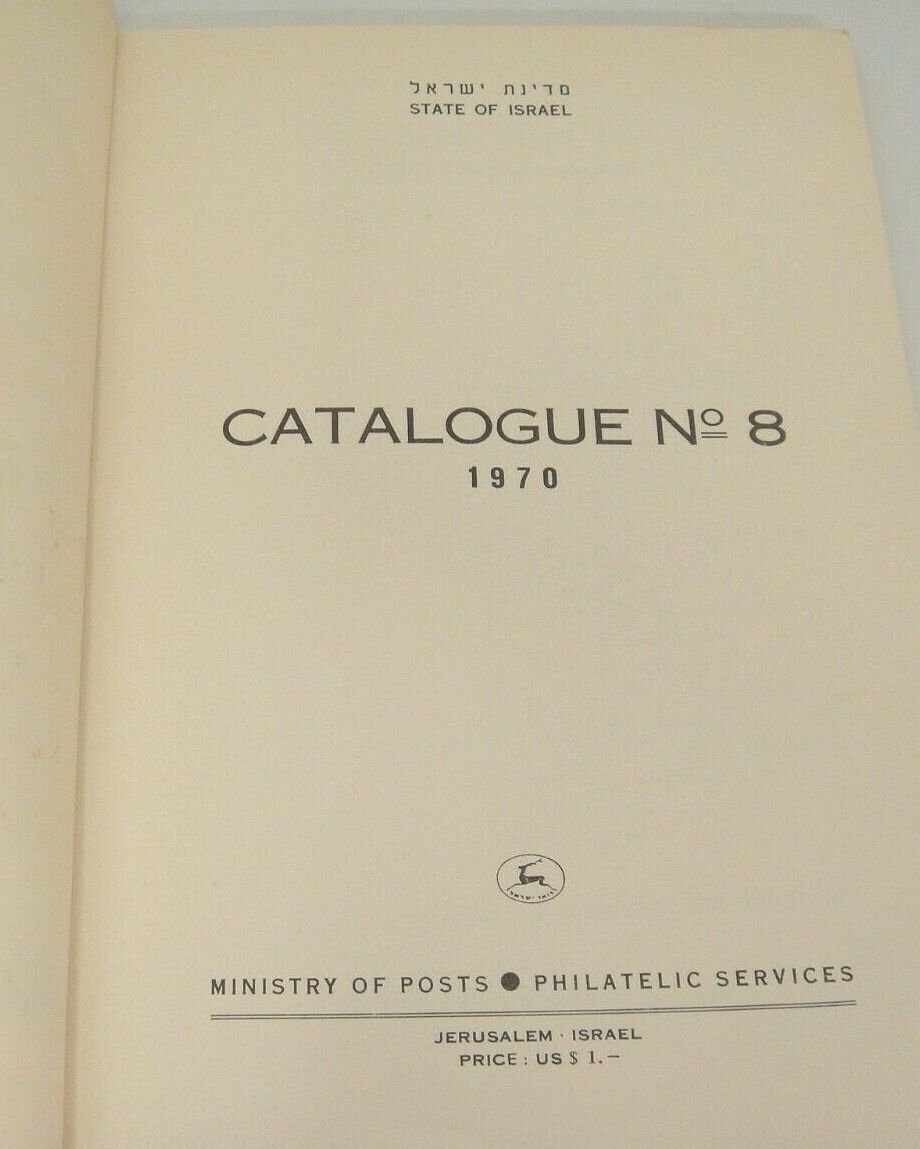 מדינת ישראל
STATE OF ISRAEL
CATALOGUE Nº 8
1970
MINISTRY OF POSTS ● PHILATELIC SERVICES
JERUSALEM · ISRAEL
PRICE : US $ 1.–